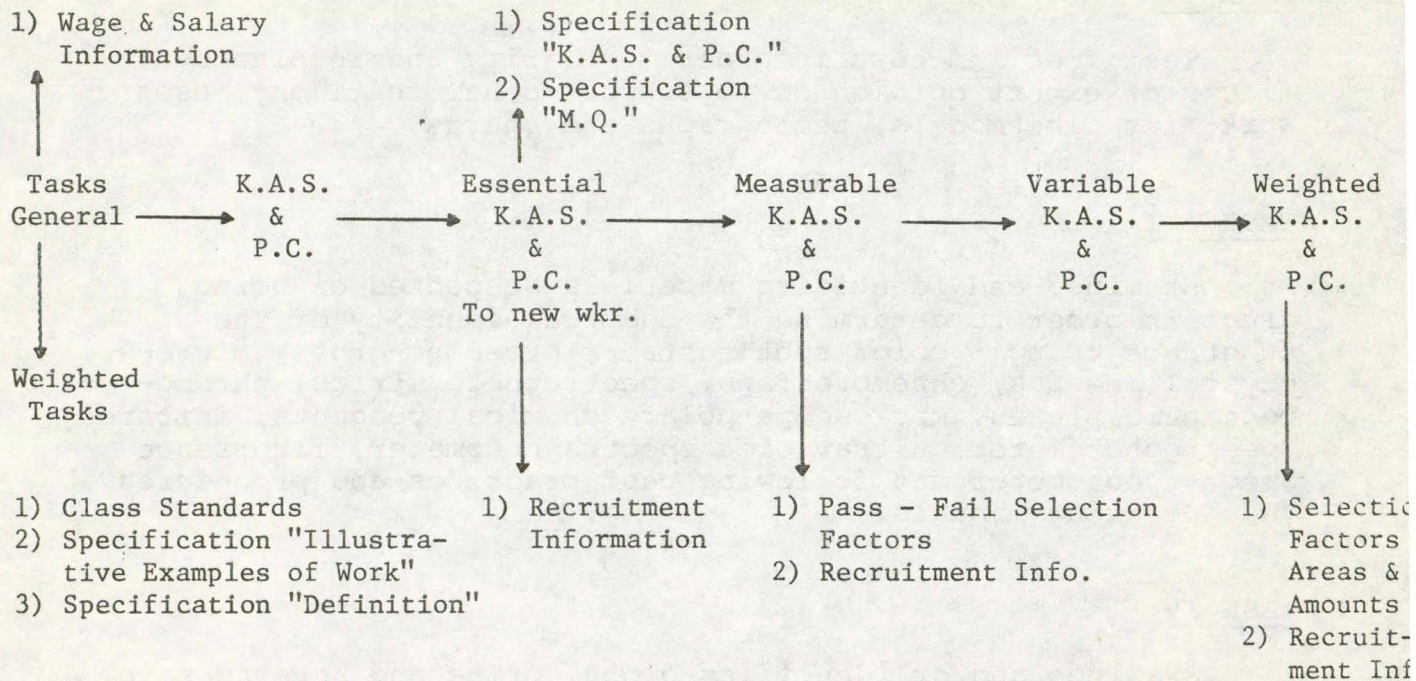 1) Wage & Salary
Information
1) Specification
"K.A.S. & P.C."
2) Specification
"M.Q."
Tasks
General
K.A.S.
&
P.C.
Essential
K.A.S.
&
P.C.
To new wkr.
Measurable
K.A.S.
&
P.C.
Variable
K.A.S.
&
P.C.
Weighted
K.A.S.
&
P.C.
Weighted
Tasks
1) Class Standards
2) Specification "Illustra-
tive Examples of Work"
3) Specification "Definition"
1) Recruitment
Information
1) Pass - Fail Selection
Factors
2) Recruitment Info.
1)
Factors
Areas &
Amounts
2) Recruit-
ment